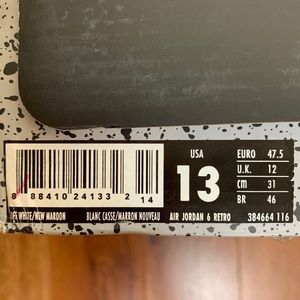 USA
13
EURO 47.5
U.K. 12
cm 31
BR 46
8 88410 24133 2
14
OFF WHITE/NEW MAROON BLANC CASSE/MARRON NOUVEAU AIR JORDAN 6 RETRO 384664 116